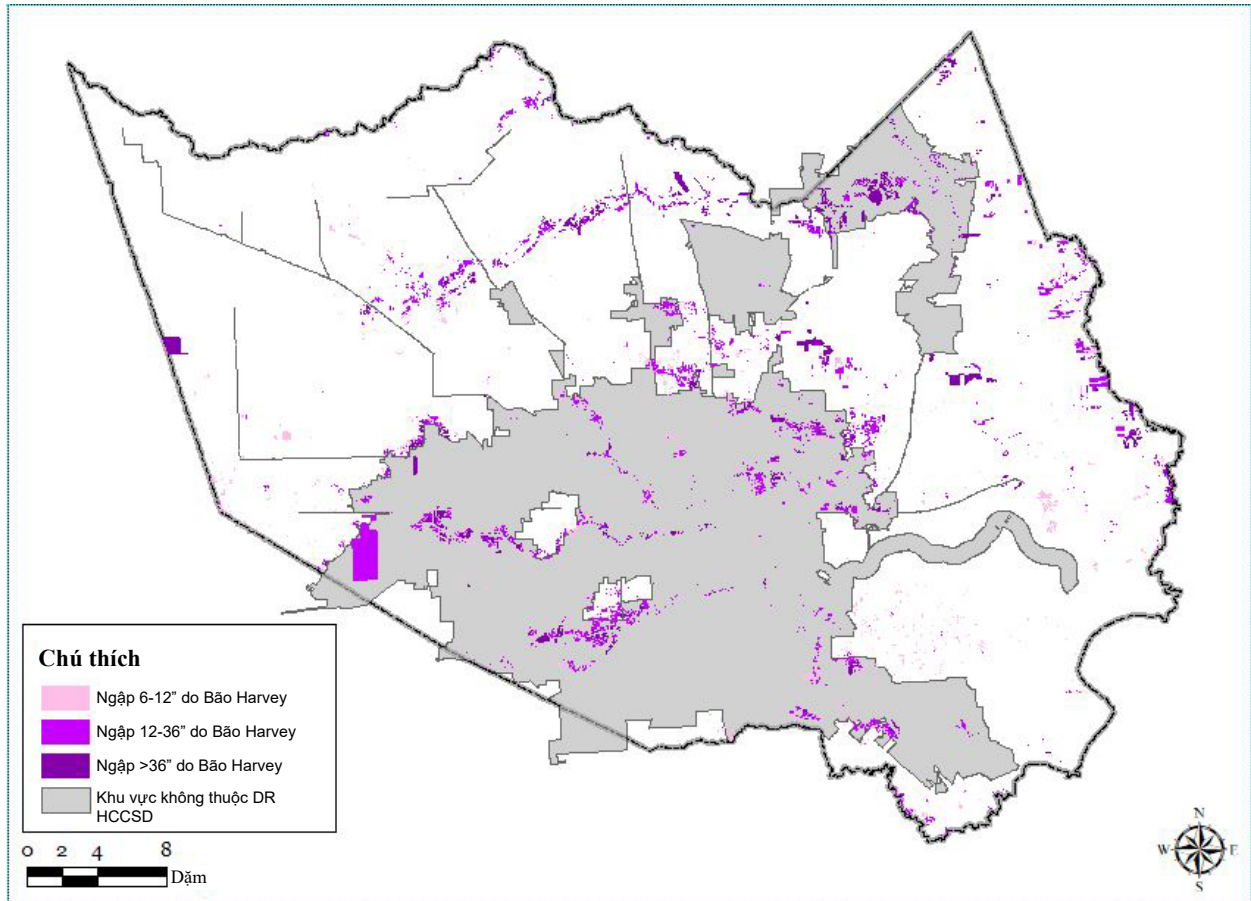 Chú thích
Ngập 6-12” do Bão Harvey
Ngập 12-36” do Bão Harvey
Ngập >36” do Bão Harvey
Khu vực không thuộc DR
HCCSD
0 2 4 8
Dặm
N
W E
S